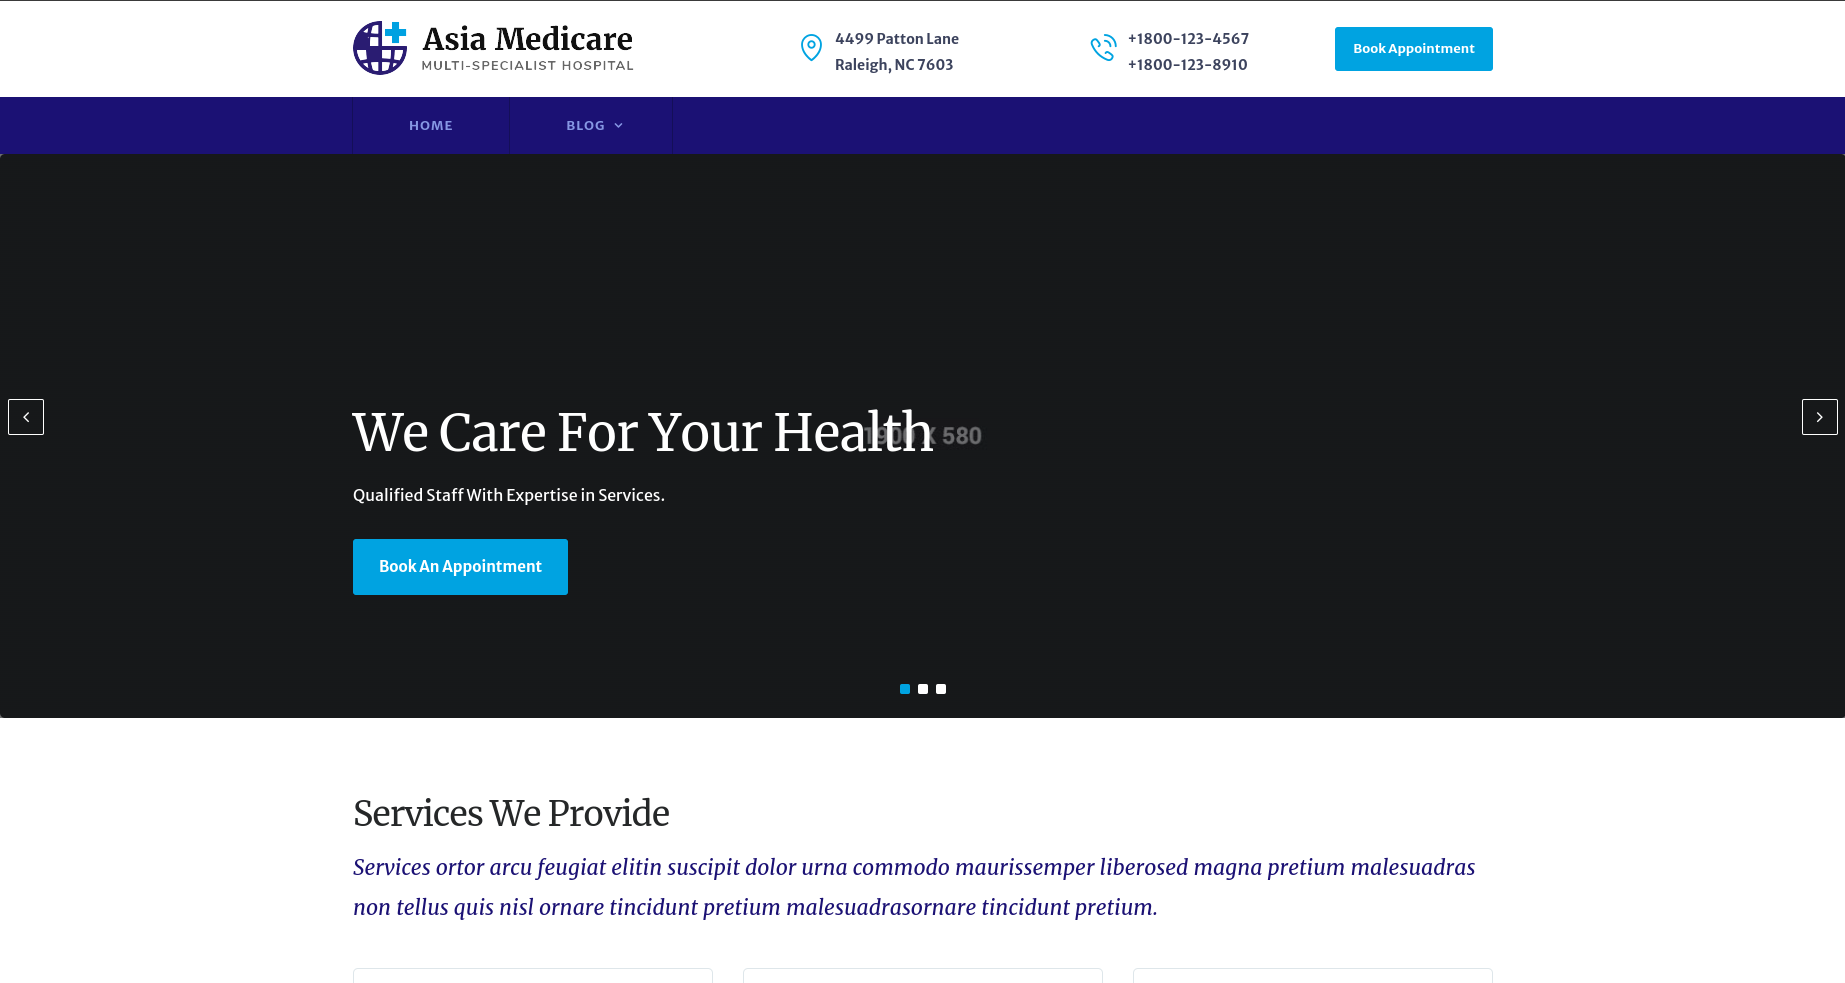 Asia Medicare
MULTI-SPECIALIST HOSPITAL
4499 Patton Lane
Raleigh, NC 7603
+1800-123-4567
+1800-123-8910
Book Appointment
HOME
BLOG
We Care For Your Health
1900 X 580
Qualified Staff With Expertise in Services.
Book An Appointment
Services We Provide
Services ortor arcu feugiat elitin suscipit dolor urna commodo maurissemper liberosed magna pretium malesuadras
non tellus quis nisl ornare tincidunt pretium malesuadrasornare tincidunt pretium.